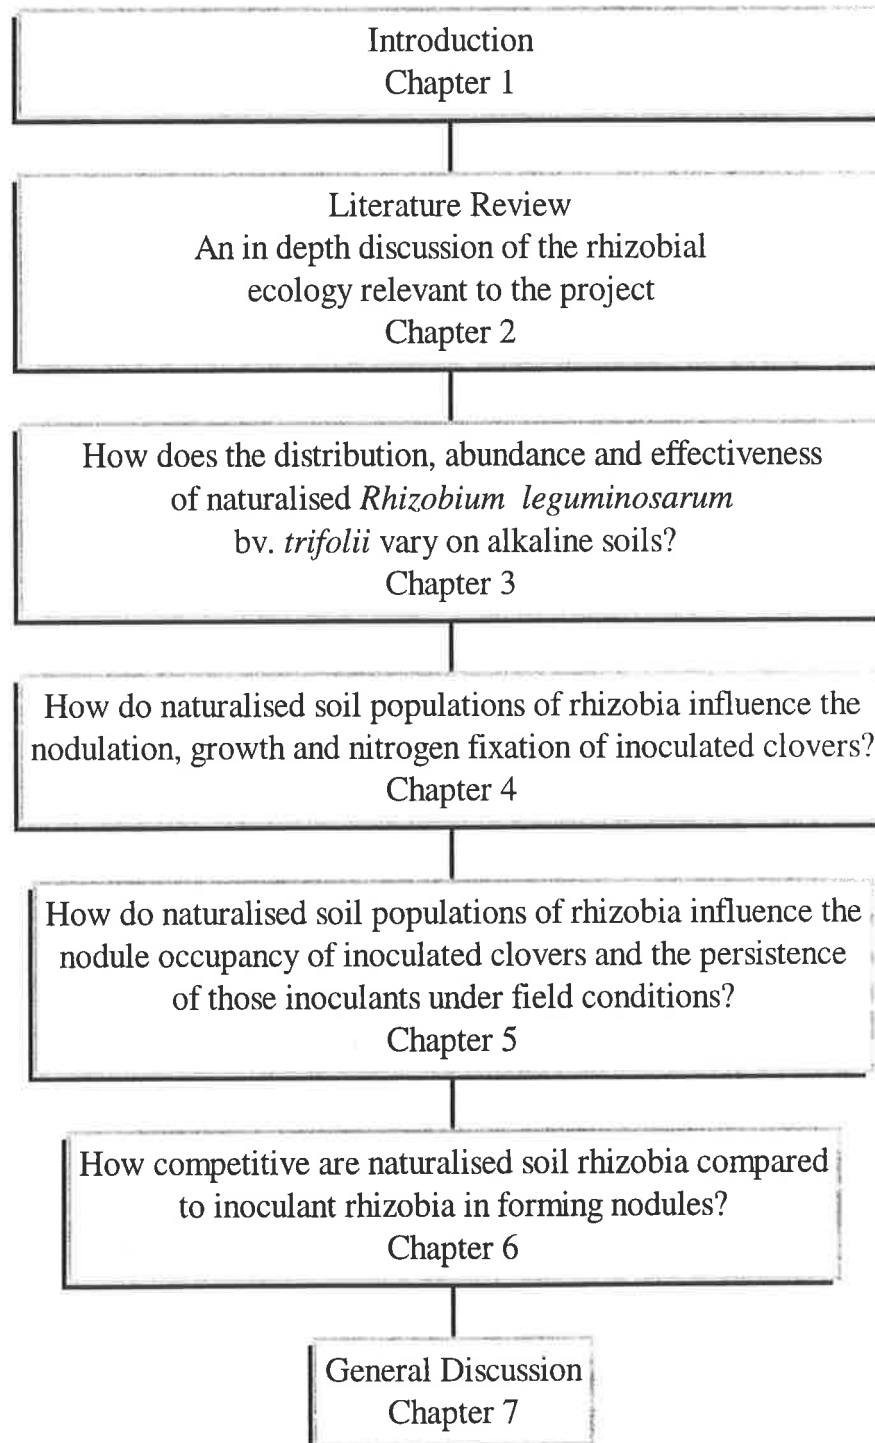 Introduction
Chapter 1
Literature Review
An in depth discussion of the rhizobial
ecology relevant to the project
Chapter 2
How does the distribution, abundance and effectiveness
of naturalised Rhizobium leguminosarum
bv. trifolii vary on alkaline soils?
Chapter 3
How do naturalised soil populations of rhizobia influence the
nodulation, growth and nitrogen fixation of inoculated clovers?
Chapter 4
How do naturalised soil populations of rhizobia influence the
nodule occupancy of inoculated clovers and the persistence
of those inoculants under field conditions?
Chapter 5
How competitive are naturalised soil rhizobia compared
to inoculant rhizobia in forming nodules?
Chapter 6
General Discussion
Chapter 7